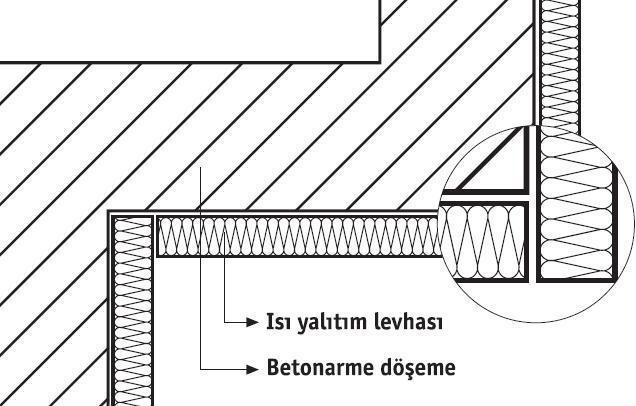 Isı yalıtım levhası
Betonarme döşeme